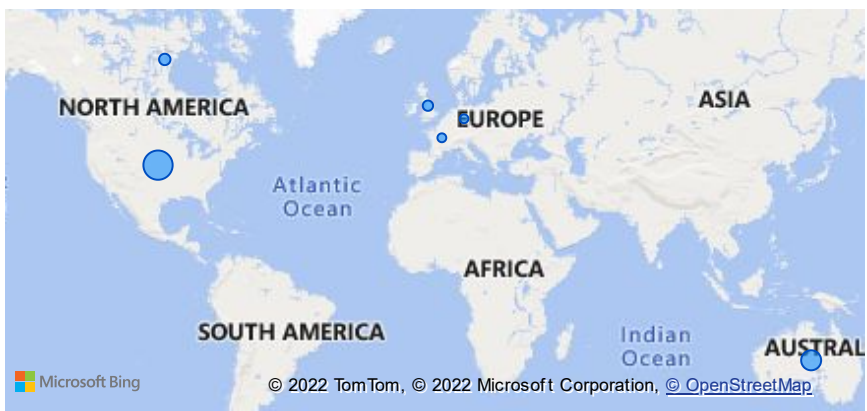 ASIA
NORTH AMERICA
EUROPE
Atlantic
Ocean
AFRICA
SOUTH AMERICA
Indian
Ocean
AUSTRAL
Microsoft Bing
© 2022 TomTom, © 2022 Microsoft Corporation, © OpenStreetMap